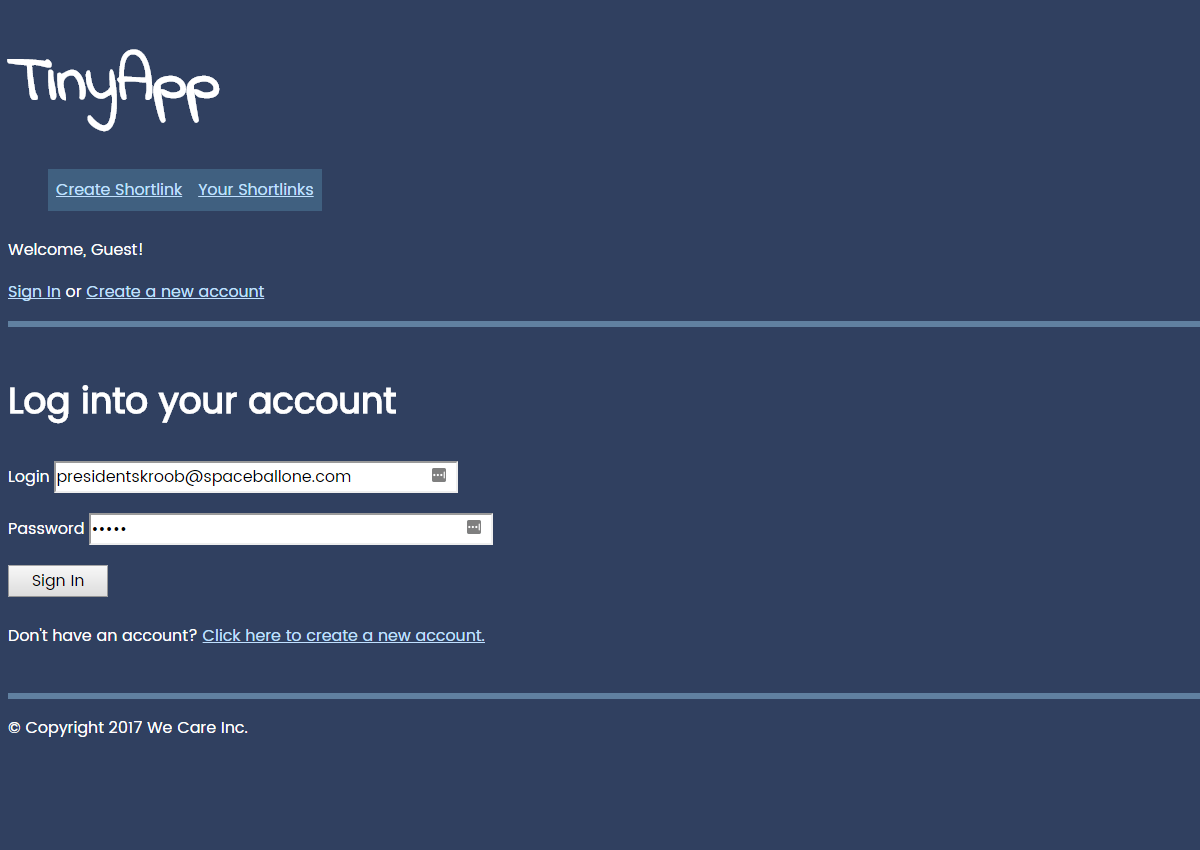 TinyApp
Create Shortlink Your Shortlinks
Welcome, Guest!
Sign In or Create a new account
Log into your account
Login presidentskroob@spaceballone.com
Password •••••
Sign In
Don't have an account? Click here to create a new account.
© Copyright 2017 We Care Inc.